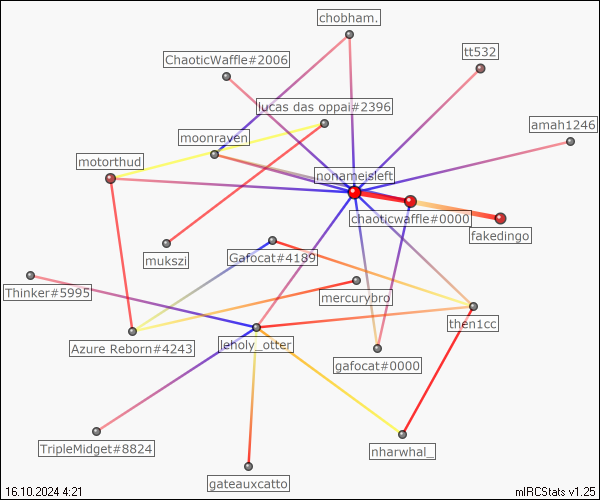 chobham.
ChaoticWaffle#2006
tt532
lucas das oppai#2396
moonraven
amah1246
motorthud
nonameisleft
chaoticwaffle#0000
fakedingo
mukszi
Gafocat#4189
Thinker#5995
mercurybro
then1cc
Azure Reborn#4243
leholy_otter
gafocat#0000
TripleMidget#8824
nharwhal_
gateauxcatto
16.10.2024 4:21
mIRCStats v1.25